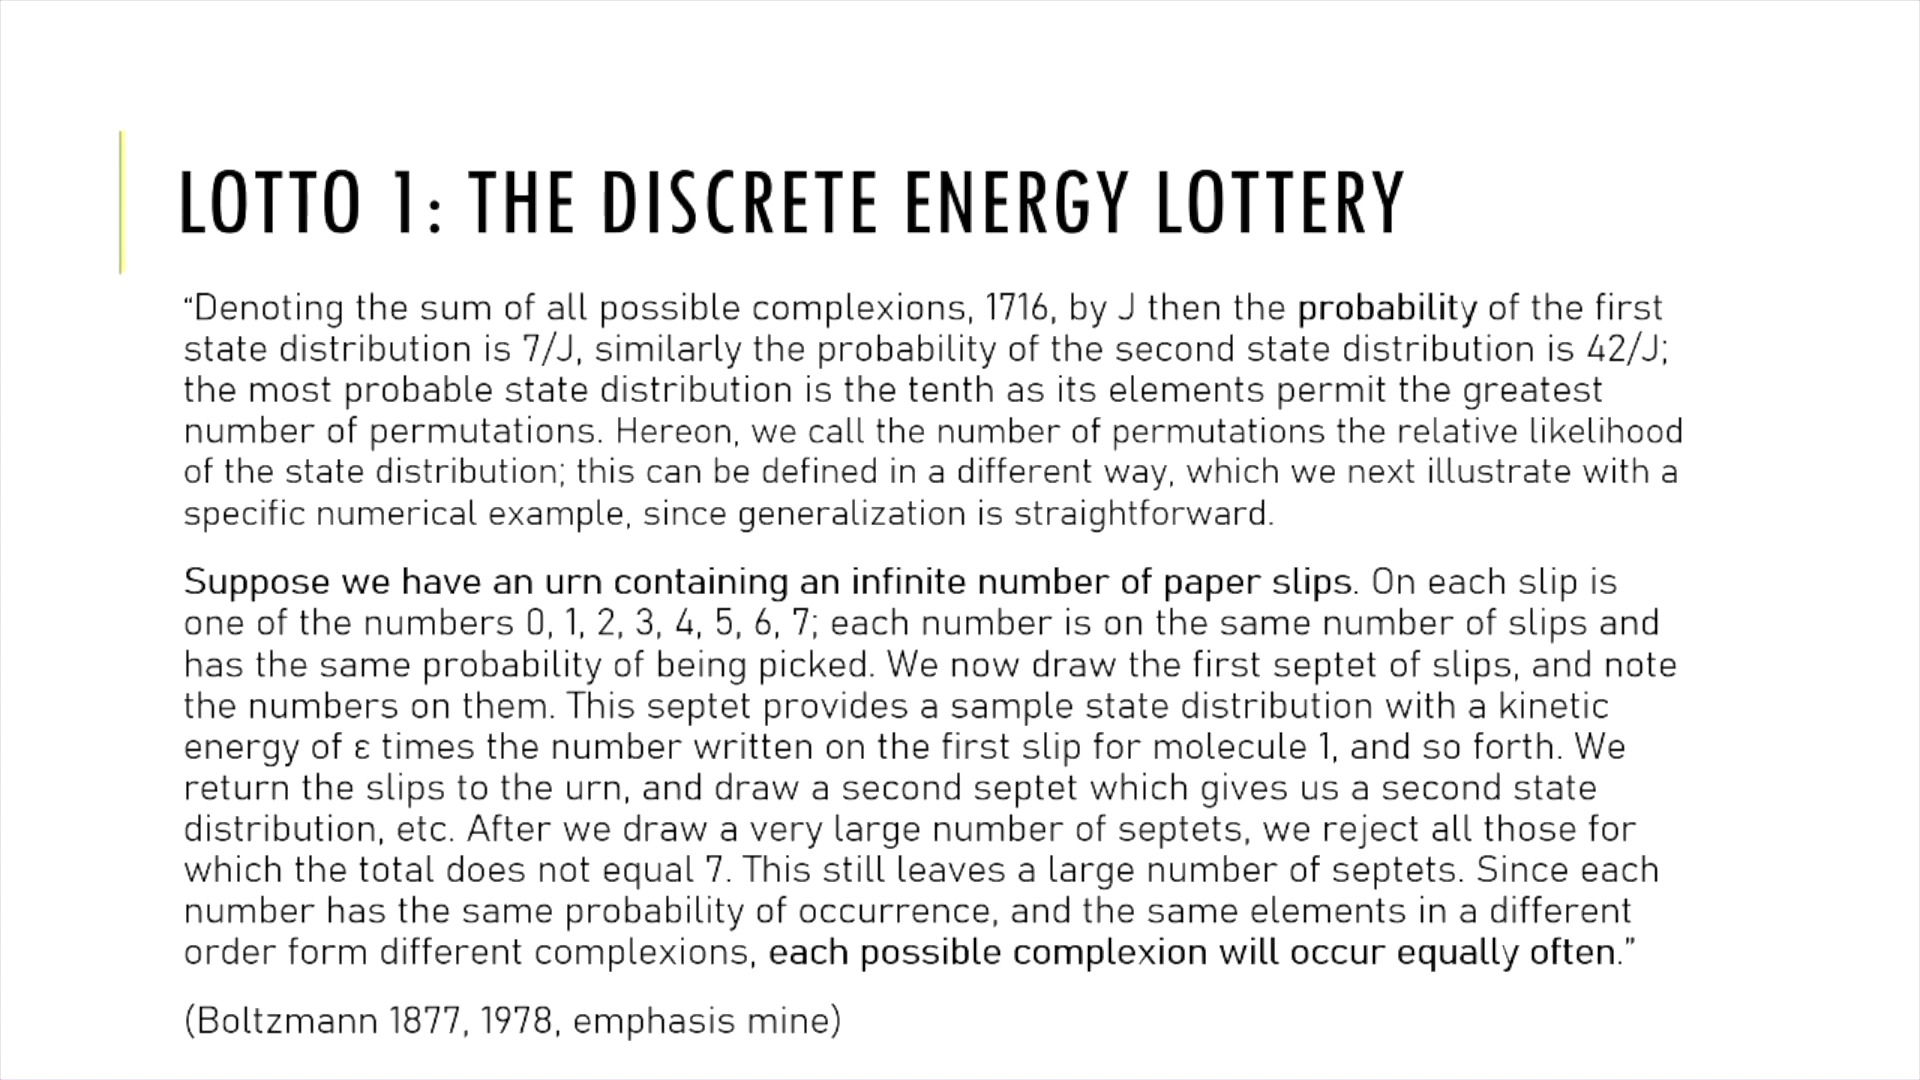 LOTTO 1: THE DISCRETE ENERGY LOTTERY
“Denoting the sum of all possible complexions, 1716, by J then the probability of the first
state distribution is 7/J, similarly the probability of the second state distribution is 42/J;
the most probable state distribution is the tenth as its elements permit the greatest
number of permutations. Hereon, we call the number of permutations the relative likelihood
of the state distribution; this can be defined in a different way, which we next illustrate with a
specific numerical example, since generalization is straightforward.
Suppose we have an urn containing an infinite number of paper slips. On each slip is
one of the numbers 0, 1, 2, 3, 4, 5, 6, 7; each number is on the same number of slips and
has the same probability of being picked. We now draw the first septet of slips, and note
the numbers on them. This septet provides a sample state distribution with a kinetic
energy of ε times the number written on the first slip for molecule 1, and so forth. We
return the slips to the urn, and draw a second septet which gives us a second state
distribution, etc. After we draw a very large number of septets, we reject all those for
which the total does not equal 7. This still leaves a large number of septets. Since each
number has the same probability of occurrence, and the same elements in a different
order form different complexions, each possible complexion will occur equally often.”
(Boltzmann 1877, 1978, emphasis mine)